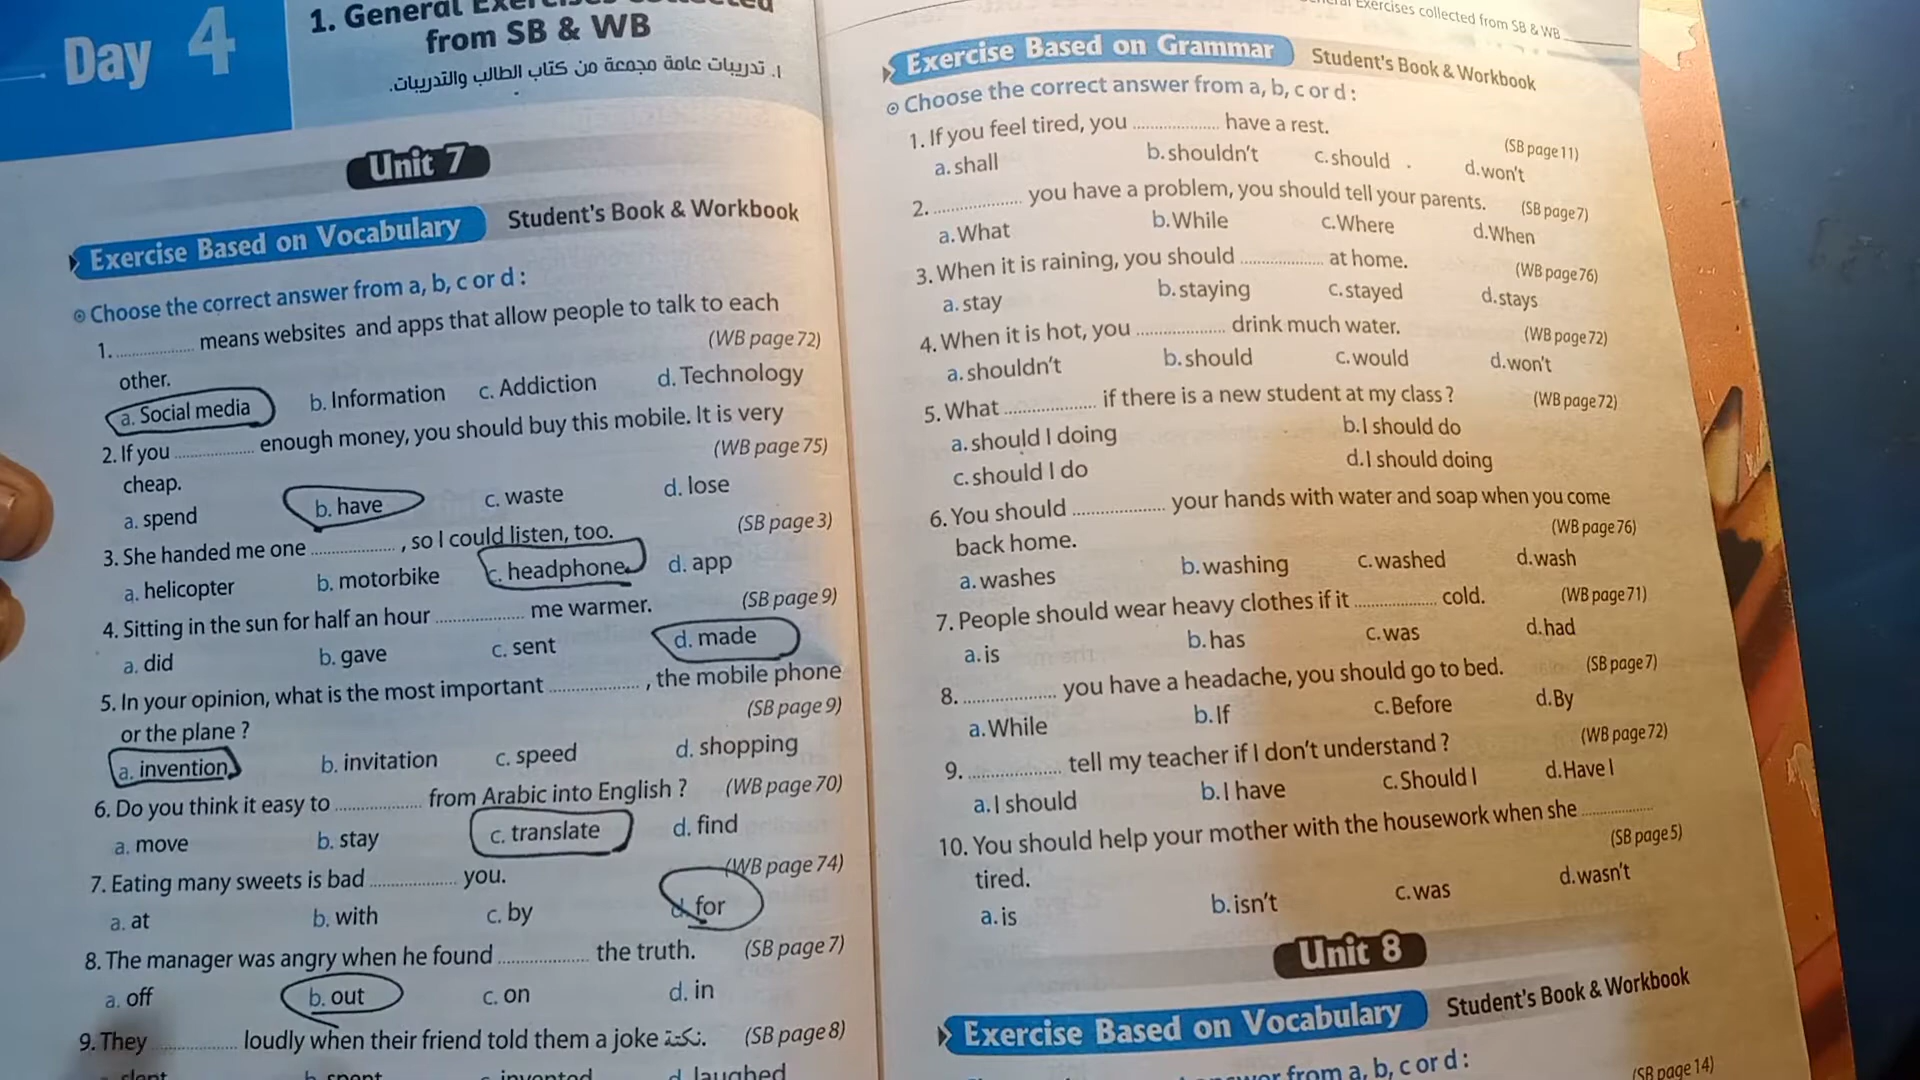 Day 4
1. General Exercises collected
from SB & WB
١. تدريبات عامة مجمعة من كتاب الطالب والتدريبات.
Unit 7
Exercise Based on Vocabulary Student's Book & Workbook
Choose the correct answer from a, b, c or d :
1. .................. means websites and apps that allow people to talk to each
other. (WB page 72)
a. Social media b. Information c. Addiction d. Technology
2. If you .................. enough money, you should buy this mobile. It is very
cheap. (WB page 75)
a. spend b. have c. waste d. lose
3. She handed me one .................. , so I could listen, too. (SB page 3)
a. helicopter b. motorbike c. headphone d. app
4. Sitting in the sun for half an hour .................. me warmer. (SB page 9)
a. did b. gave c. sent d. made
5. In your opinion, what is the most important .................. , the mobile phone
or the plane ? (SB page 9)
a. invention b. invitation c. speed d. shopping
6. Do you think it easy to .................. from Arabic into English ? (WB page 70)
a. move b. stay c. translate d. find
7. Eating many sweets is bad .................. you. (WB page 74)
a. at b. with c. by d. for
8. The manager was angry when he found .................. the truth. (SB page 7)
a. off b. out c. on d. in
9. They .................. loudly when their friend told them a joke نكتة. (SB page 8)
a. slept b. spent c. invented d. laughed
General Exercises collected from SB & WB
Exercise Based on Grammar Student's Book & Workbook
Choose the correct answer from a, b, c or d :
1. If you feel tired, you .................. have a rest. (SB page 11)
a. shall b. shouldn't c. should d. won't
2. .................. you have a problem, you should tell your parents. (SB page 7)
a. What b. While c. Where d. When
3. When it is raining, you should .................. at home. (WB page 76)
a. stay b. staying c. stayed d. stays
4. When it is hot, you .................. drink much water. (WB page 72)
a. shouldn't b. should c. would d. won't
5. What .................. if there is a new student at my class ? (WB page 72)
a. should I doing b. I should do
c. should I do d. I should doing
6. You should .................. your hands with water and soap when you come
back home. (WB page 76)
a. washes b. washing c. washed d. wash
7. People should wear heavy clothes if it .................. cold. (WB page 71)
a. is b. has c. was d. had
8. .................. you have a headache, you should go to bed. (SB page 7)
a. While b. If c. Before d. By
9. .................. tell my teacher if I don't understand ? (WB page 72)
a. I should b. I have c. Should I d. Have I
10. You should help your mother with the housework when she ..................
tired. (SB page 5)
a. is b. isn't c. was d. wasn't
Unit 8
Exercise Based on Vocabulary Student's Book & Workbook
answer from a, b, c or d :
(SB page 14)